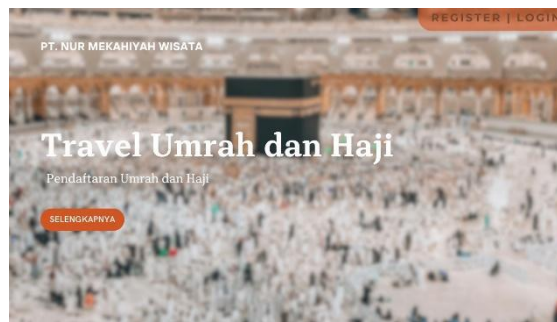 REGISTER | LOGIN
PT. NUR MEKAHIYAH WISATA
Travel Umrah dan Haji
Pendaftaran Umrah dan Haji
SELENGKAPNYA